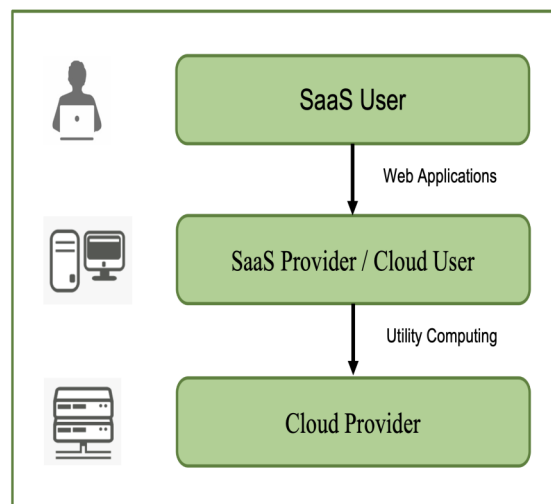 SaaS User
Web Applications
SaaS Provider / Cloud User
Utility Computing
Cloud Provider